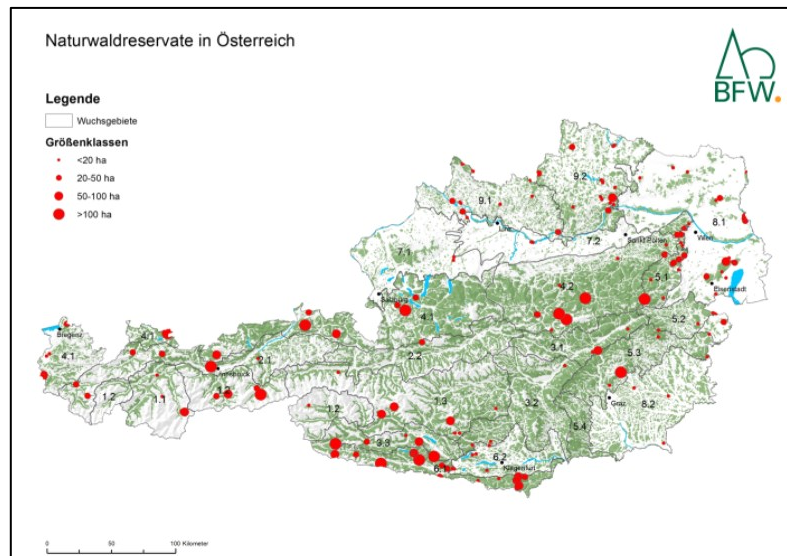 Naturwaldreservate in Österreich
BFW.
Legende
Wuchsgebiete
Größenklassen
<20 ha
20-50 ha
50-100 ha
>100 ha
9.2
9.1
8.1
Linz
7.2
Sankt Pölten
Wien
7.1
5.1
Eisenstadt
Salzburg
4.2
4.1
5.2
Bregenz
4.1
4.1
3.1
2.2
5.3
2.1
Innsbruck
1.2
1.1
1.2
1.2
1.3
3.2
Graz
8.2
5.4
3.3
6.2
Klagenfurt
6.1
0 50 100 Kilometer